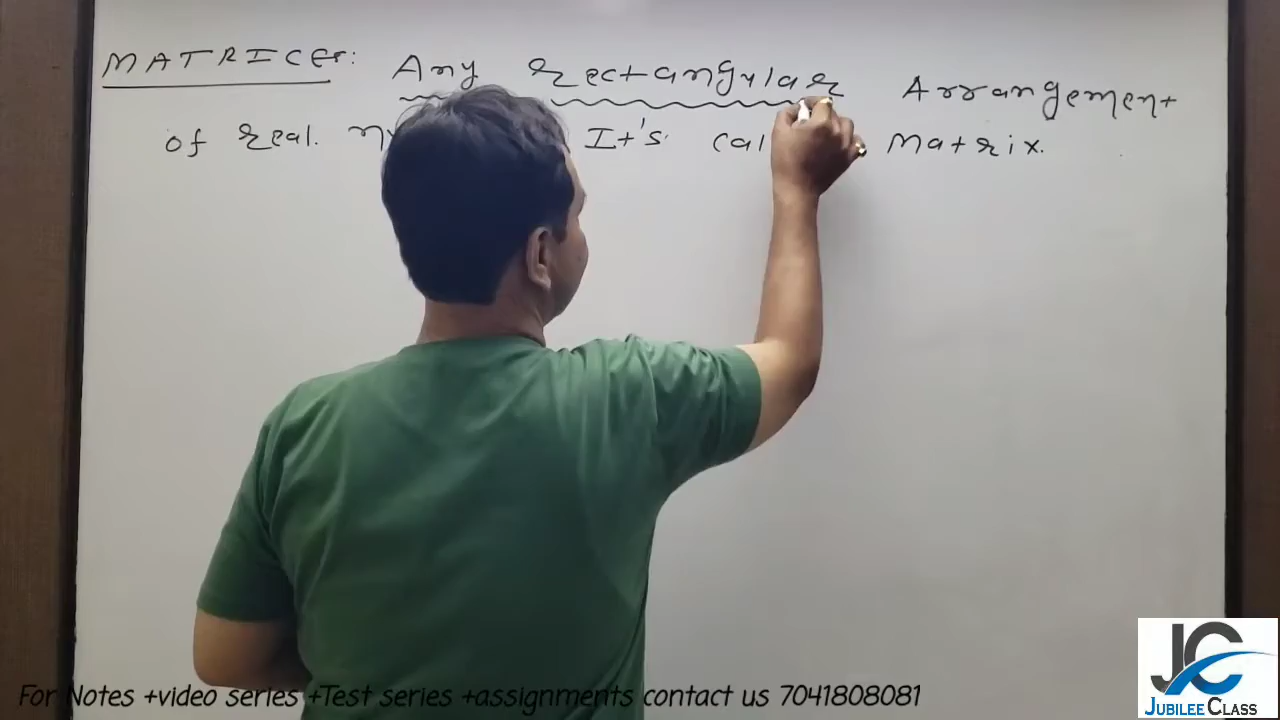 MATRICES: Any rectangular Arrangement
of real. It's. Matrix.
For Notes +video series +Test series +assignments contact us 7041808081
JC
JUBILEE CLASS